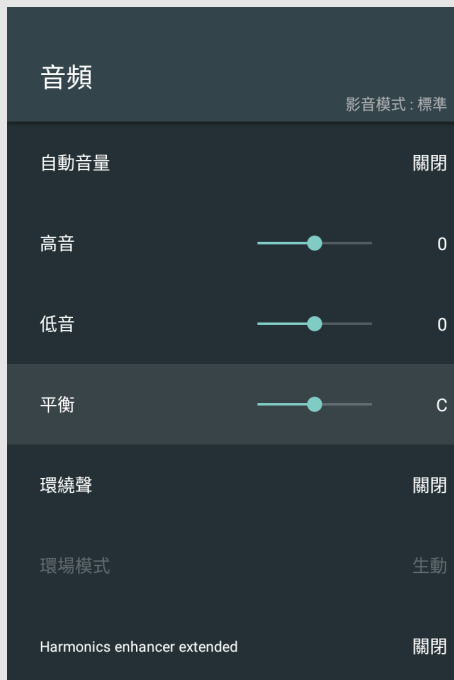 音頻
影音模式 : 標準
自動音量 關閉
高音 0
低音 0
平衡 C
環繞聲 關閉
環場模式 生動
Harmonics enhancer extended 關閉